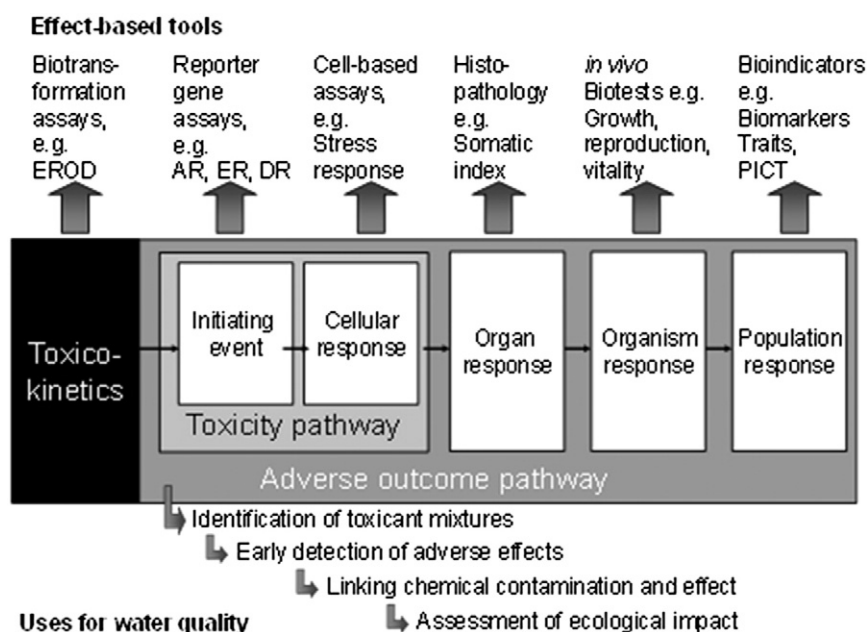 Effect-based tools
Biotrans-
formation
assays,
e.g.
EROD
Reporter
gene
assays,
e.g.
AR, ER, DR
Cell-based
assays,
e.g.
Stress
response
Histo-
pathology
e.g.
Somatic
index
in vivo
Biotests e.g.
Growth,
reproduction,
vitality
Bioindicators
e.g.
Biomarkers
Traits,
PICT
Toxico-
kinetics
Initiating
event
Cellular
response
Toxicity pathway
Organ
response
Organism
response
Population
response
Adverse outcome pathway
Identification of toxicant mixtures
Early detection of adverse effects
Linking chemical contamination and effect
Uses for water quality
Assessment of ecological impact